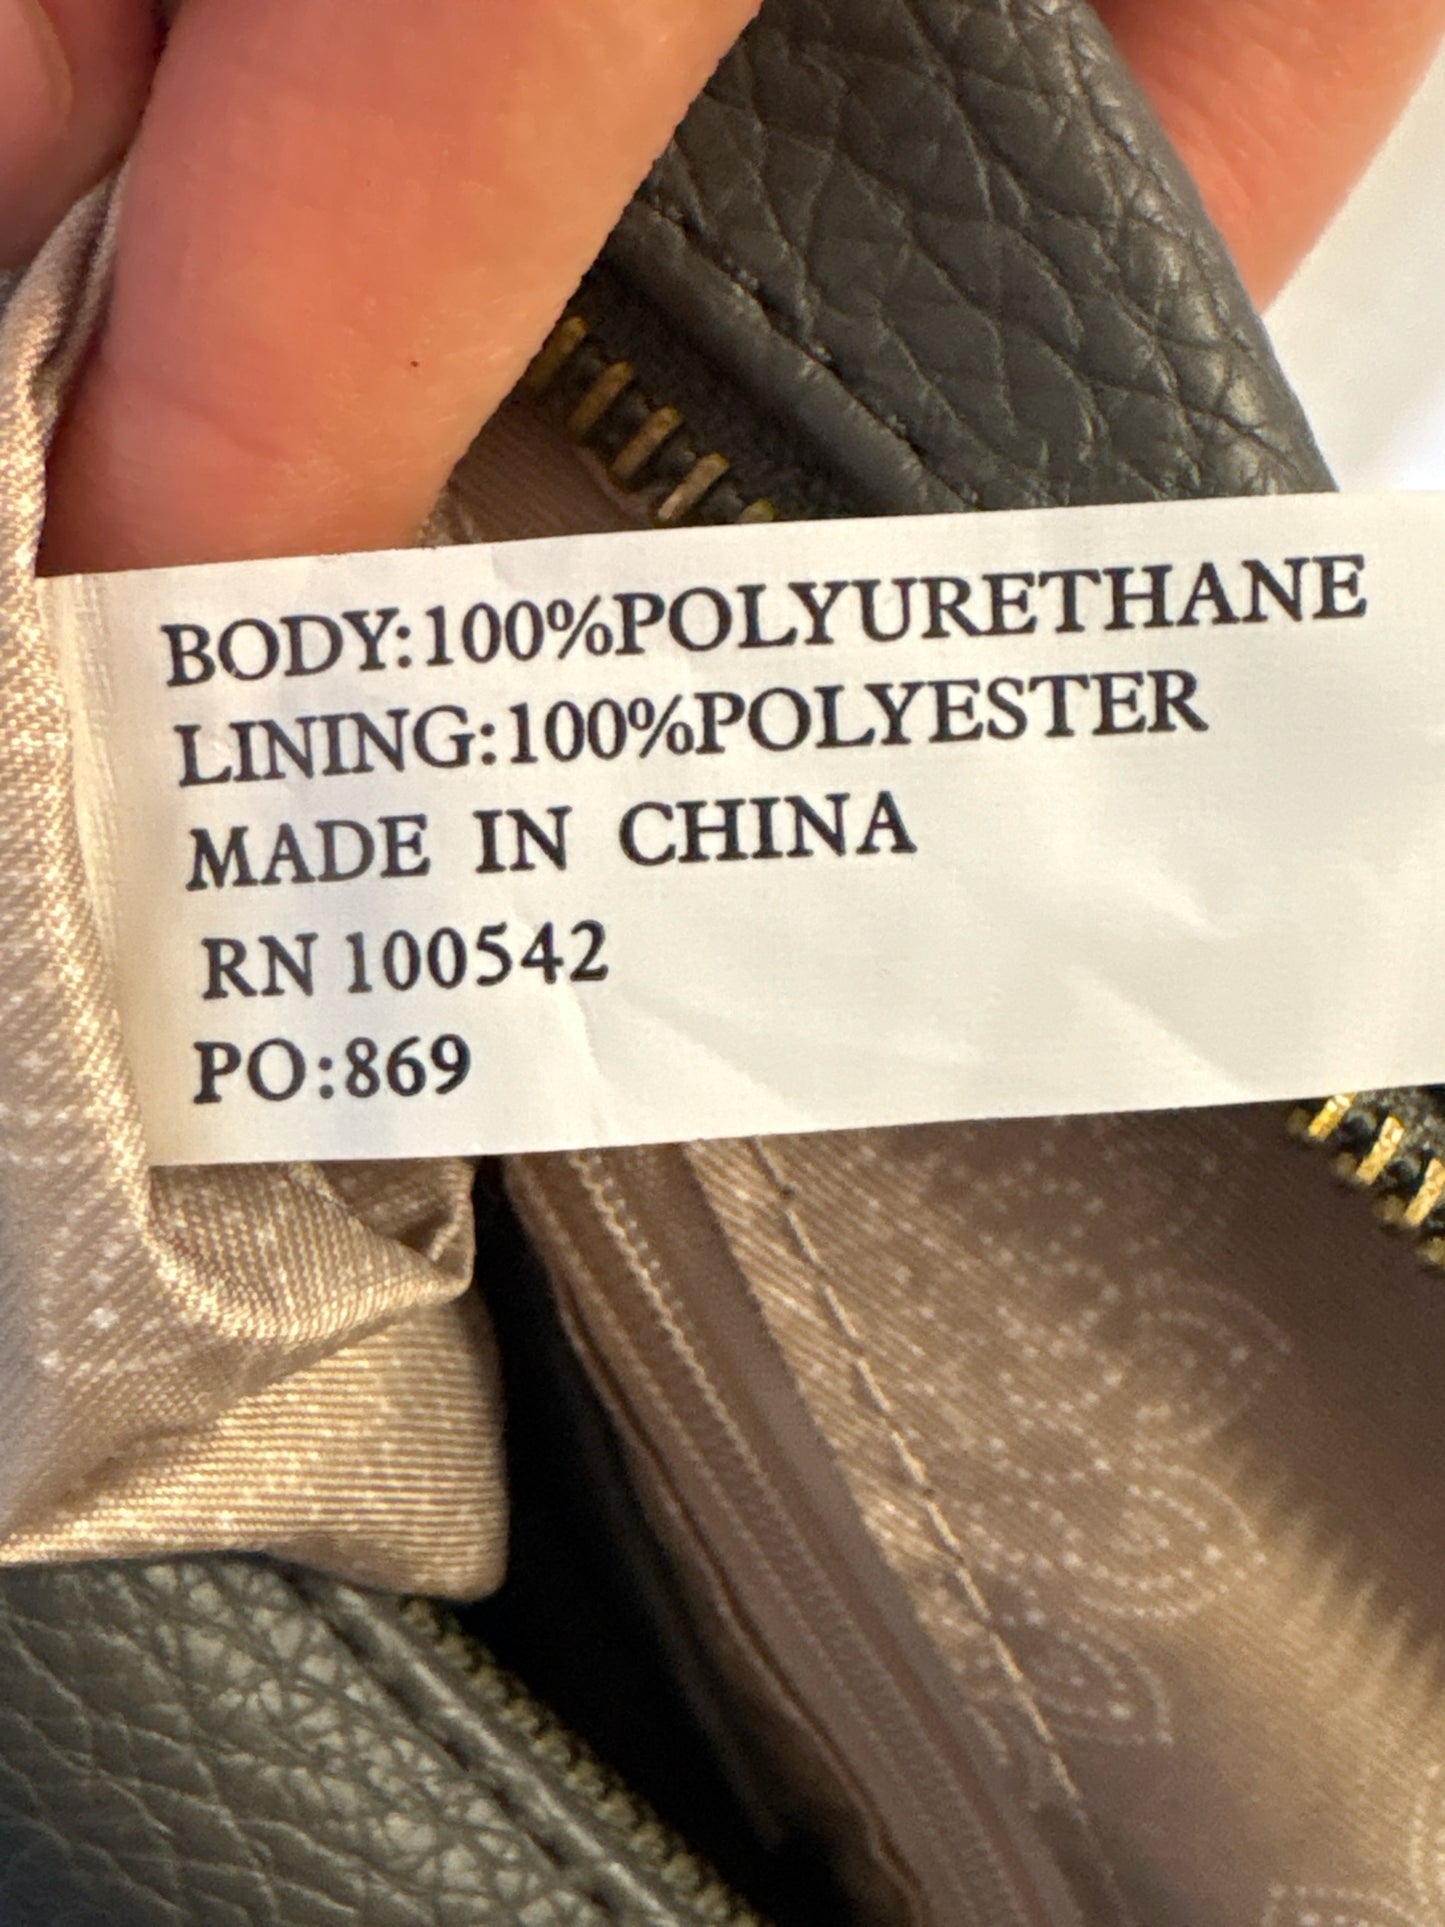 BODY:100%POLYURETHANE
LINING:100%POLYESTER
MADE IN CHINA
RN 100542
PO:869